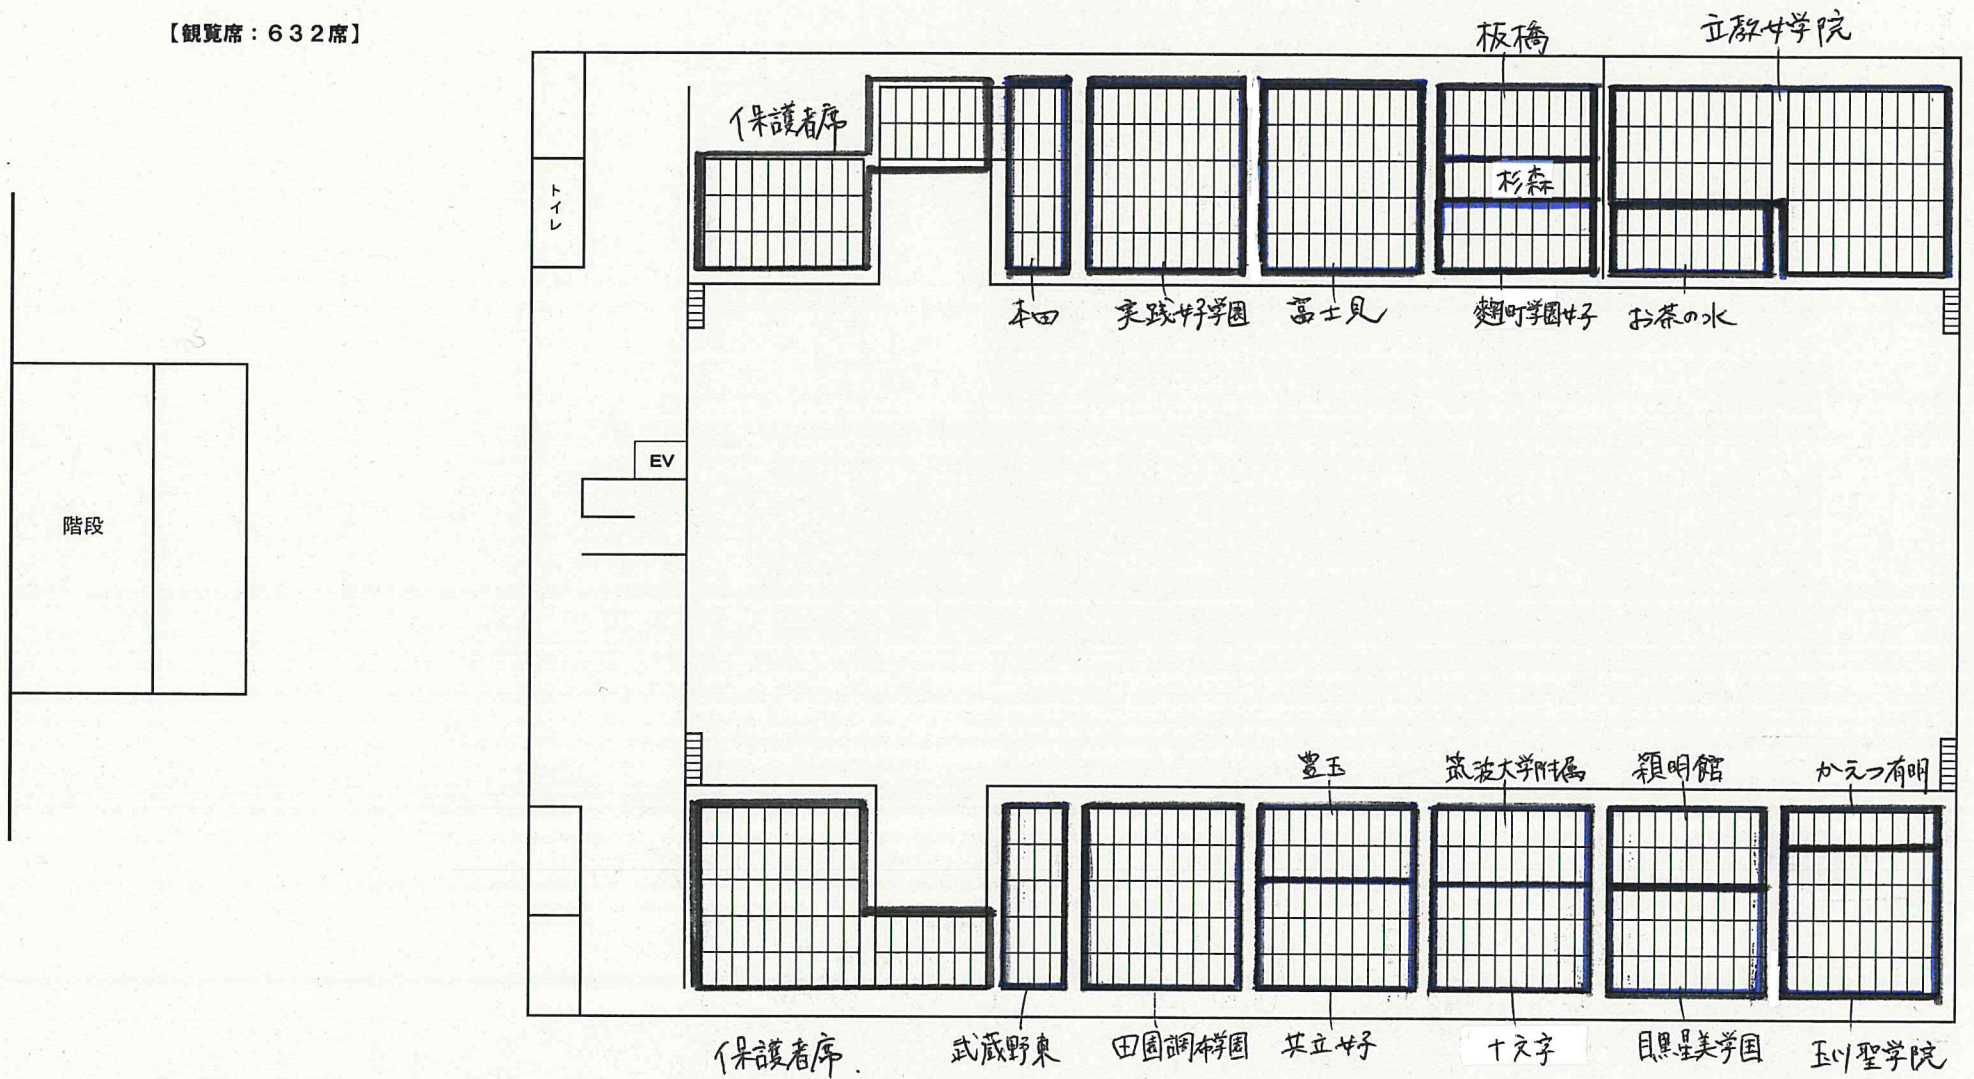 【観覧席：６３２席】
板橋
立教女学院
保護者席
トイレ
杉森
本田
実践女子学園
富士見
麹町学園女子
お茶の水
EV
階段
豊玉
筑波大学附属
穎明館
かえつ有明
保護者席.
武蔵野東
田園調布学園
共立女子
十文字
目黒星美学園
玉川聖学院